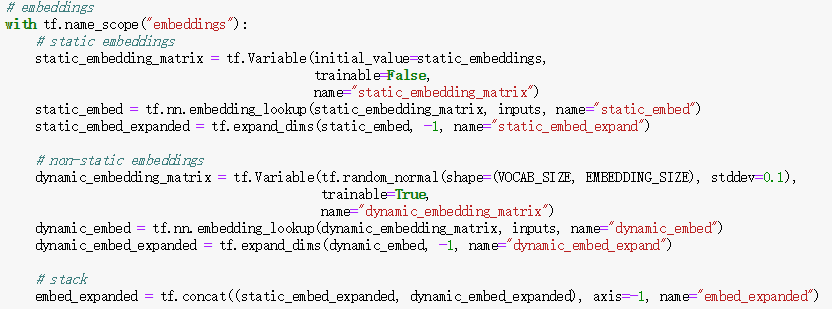 # embeddings
with tf.name_scope("embeddings"):
    # static embeddings
    static_embedding_matrix = tf.Variable(initial_value=static_embeddings,
                                          trainable=False,
                                          name="static_embedding_matrix")
    static_embed = tf.nn.embedding_lookup(static_embedding_matrix, inputs, name="static_embed")
    static_embed_expanded = tf.expand_dims(static_embed, -1, name="static_embed_expand")

    # non-static embeddings
    dynamic_embedding_matrix = tf.Variable(tf.random_normal(shape=(VOCAB_SIZE, EMBEDDING_SIZE), stddev=0.1),
                                           trainable=True,
                                           name="dynamic_embedding_matrix")
    dynamic_embed = tf.nn.embedding_lookup(dynamic_embedding_matrix, inputs, name="dynamic_embed")
    dynamic_embed_expanded = tf.expand_dims(dynamic_embed, -1, name="dynamic_embed_expand")

    # stack
    embed_expanded = tf.concat((static_embed_expanded, dynamic_embed_expanded), axis=-1, name="embed_expanded")